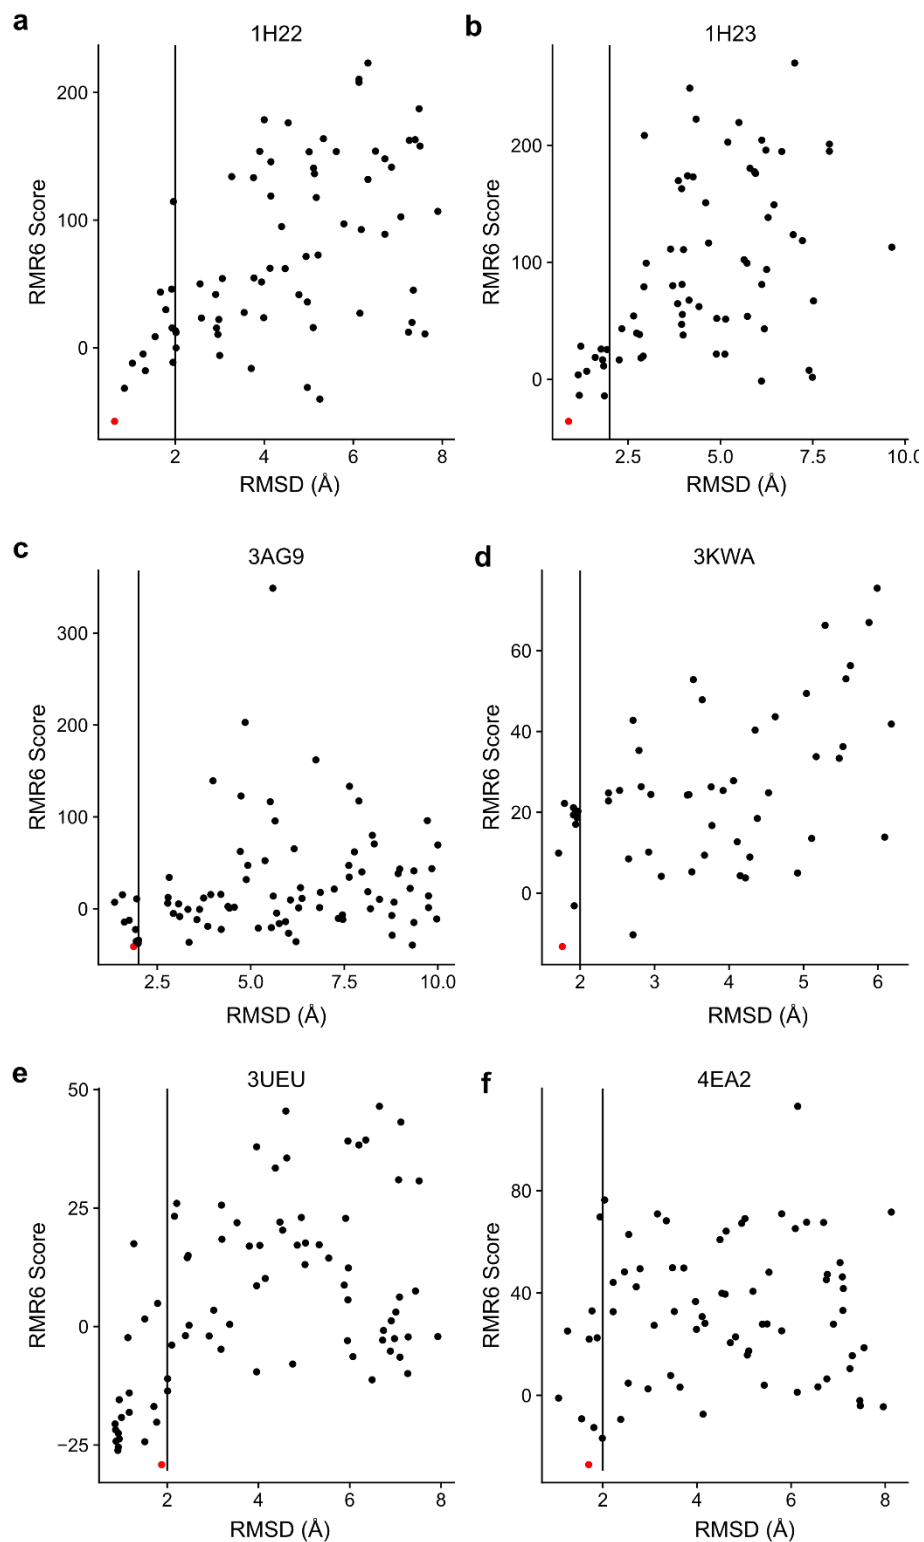 a
1H22
RMR6 Score
200
100
0
2
4
6
8
RMSD (Å)
b
1H23
RMR6 Score
200
100
0
2.5
5.0
7.5
10.0
RMSD (Å)
c
3AG9
RMR6 Score
300
200
100
0
2.5
5.0
7.5
10.0
RMSD (Å)
d
3KWA
RMR6 Score
60
40
20
0
2
3
4
5
6
RMSD (Å)
e
3UEU
RMR6 Score
50
25
0
−25
2
4
6
8
RMSD (Å)
f
4EA2
RMR6 Score
80
40
0
2
4
6
8
RMSD (Å)